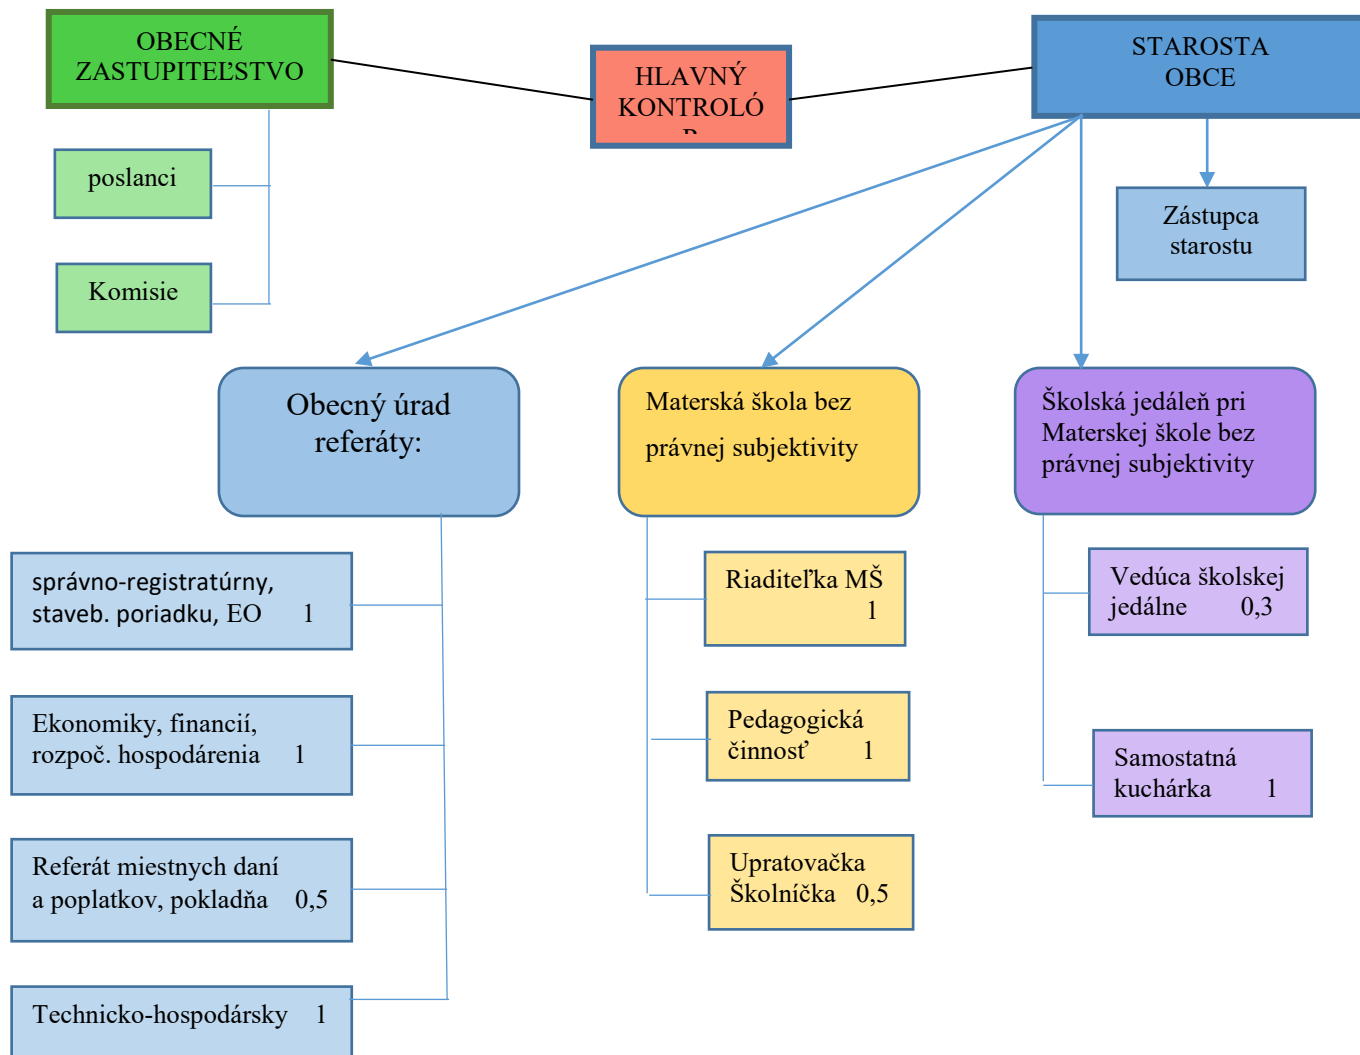 OBECNÉ
ZASTUPITEĽSTVO
HLAVNÝ
KONTROLÓ
STAROSTA
OBCE
poslanci
Komisie
Zástupca
starostu
Obecný úrad
referáty:
Materská škola bez
právnej subjektivity
Školská jedáleň pri
Materskej škole bez
právnej subjektivity
správno-registratúrny,
staveb. poriadku, EO 1
Ekonomiky, financií,
rozpoč. hospodárenia 1
Referát miestnych daní
a poplatkov, pokladňa 0,5
Technicko-hospodársky 1
Riaditeľka MŠ
1
Pedagogická
činnosť 1
Upratovačka
Školníčka 0,5
Vedúca školskej
jedálne 0,3
Samostatná
kuchárka 1